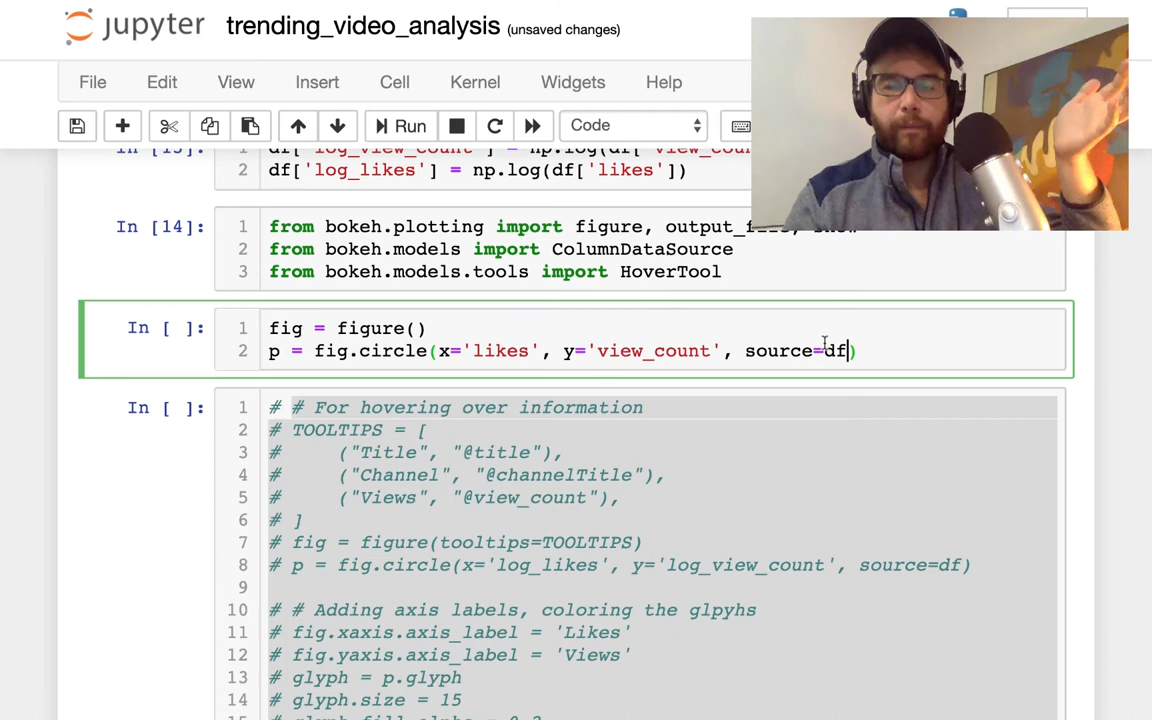 jupyter trending_video_analysis (unsaved changes)
File Edit View Insert Cell Kernel Widgets Help
Run Code
In [13]: df['log_view_count'] = np.log(df['view_cou
2 df['log_likes'] = np.log(df['likes'])
In [14]: 1 from bokeh.plotting import figure, output_file, show
2 from bokeh.models import ColumnDataSource
3 from bokeh.models.tools import HoverTool
In [ ]: 1 fig = figure()
2 p = fig.circle(x='likes', y='view_count', source=df)
In [ ]: 1 # # For hovering over information
2 # TOOLTIPS = [
3 # ("Title", "@title"),
4 # ("Channel", "@channelTitle"),
5 # ("Views", "@view_count"),
6 # ]
7 # fig = figure(tooltips=TOOLTIPS)
8 # p = fig.circle(x='log_likes', y='log_view_count', source=df)
9
10 # # Adding axis labels, coloring the glpyhs
11 # fig.xaxis.axis_label = 'Likes'
12 # fig.yaxis.axis_label = 'Views'
13 # glyph = p.glyph
14 # glyph.size = 15
15 # glyph.fill_alpha = 0.2